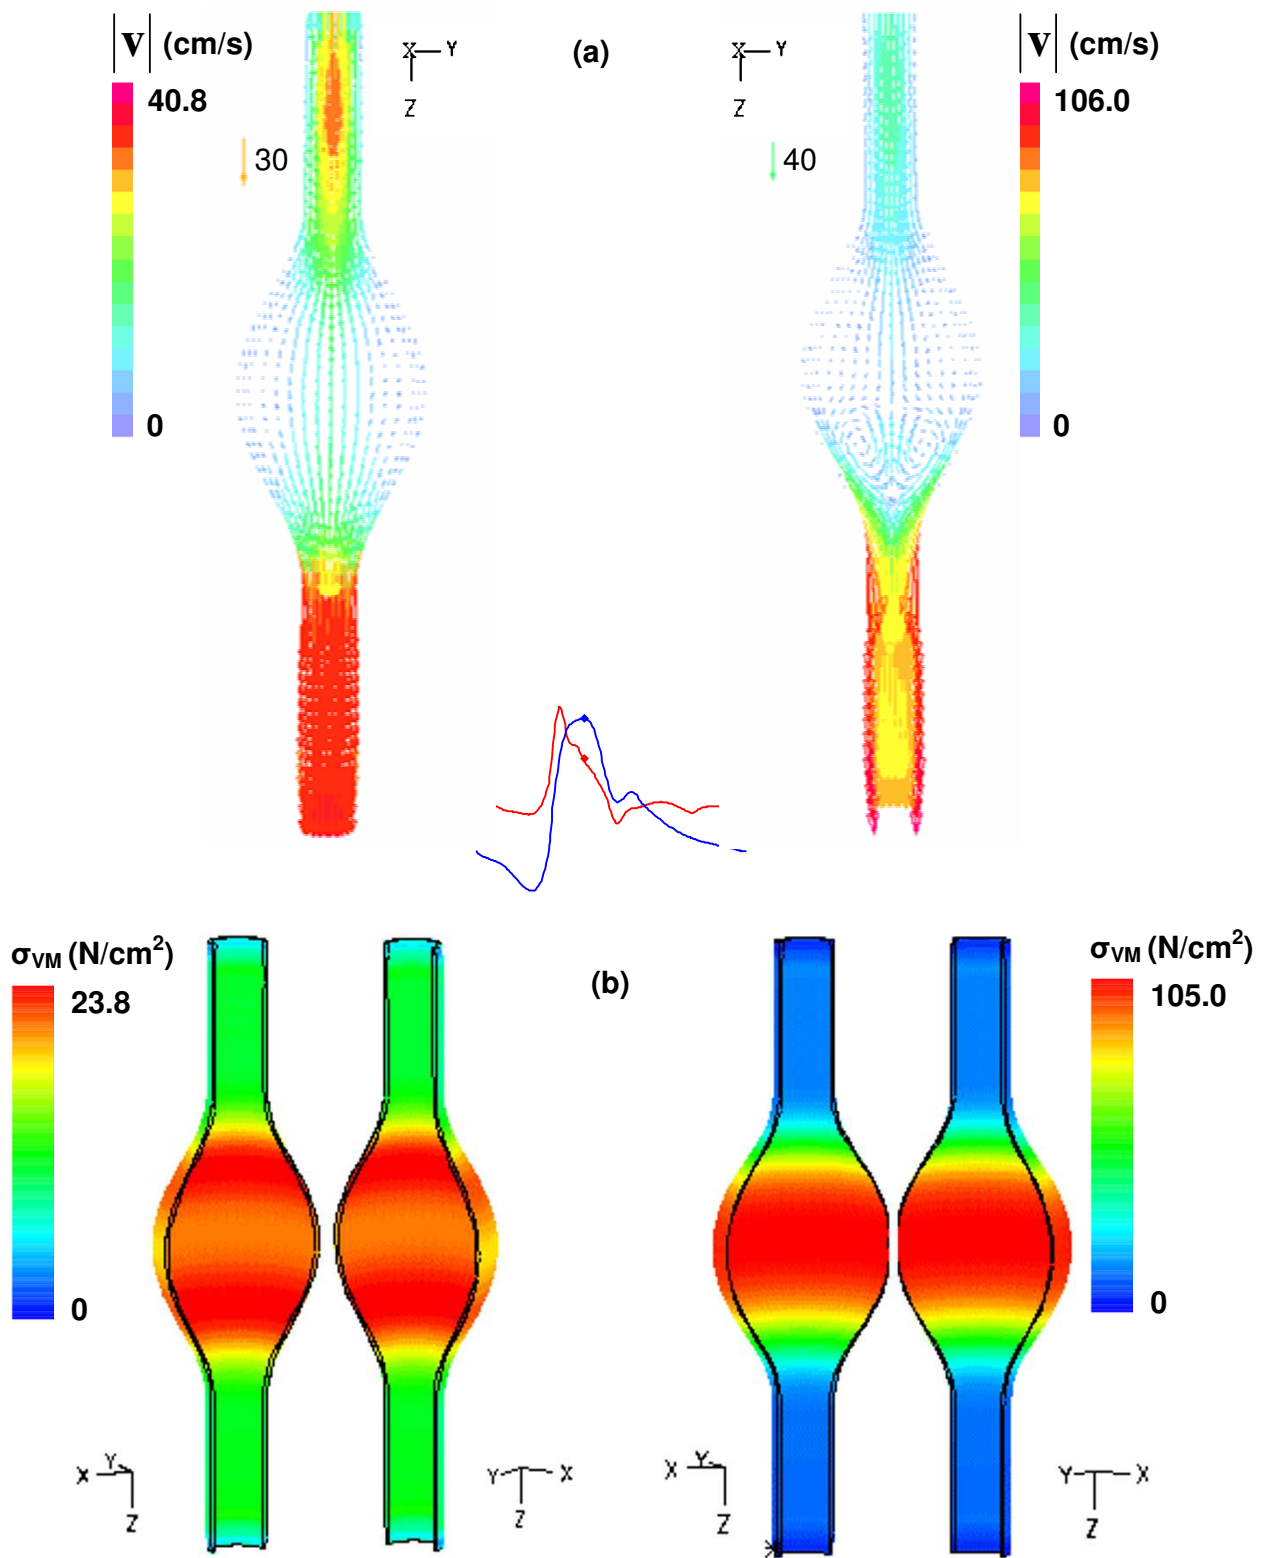 |v| (cm/s)
40.8
0
30
X Y
Z
(a)
X Y
Z
40
|v| (cm/s)
106.0
0
σVM (N/cm²)
23.8
0
(b)
σVM (N/cm²)
105.0
0
X Y
Z
Y X
Z
X Y
Z
Y X
Z